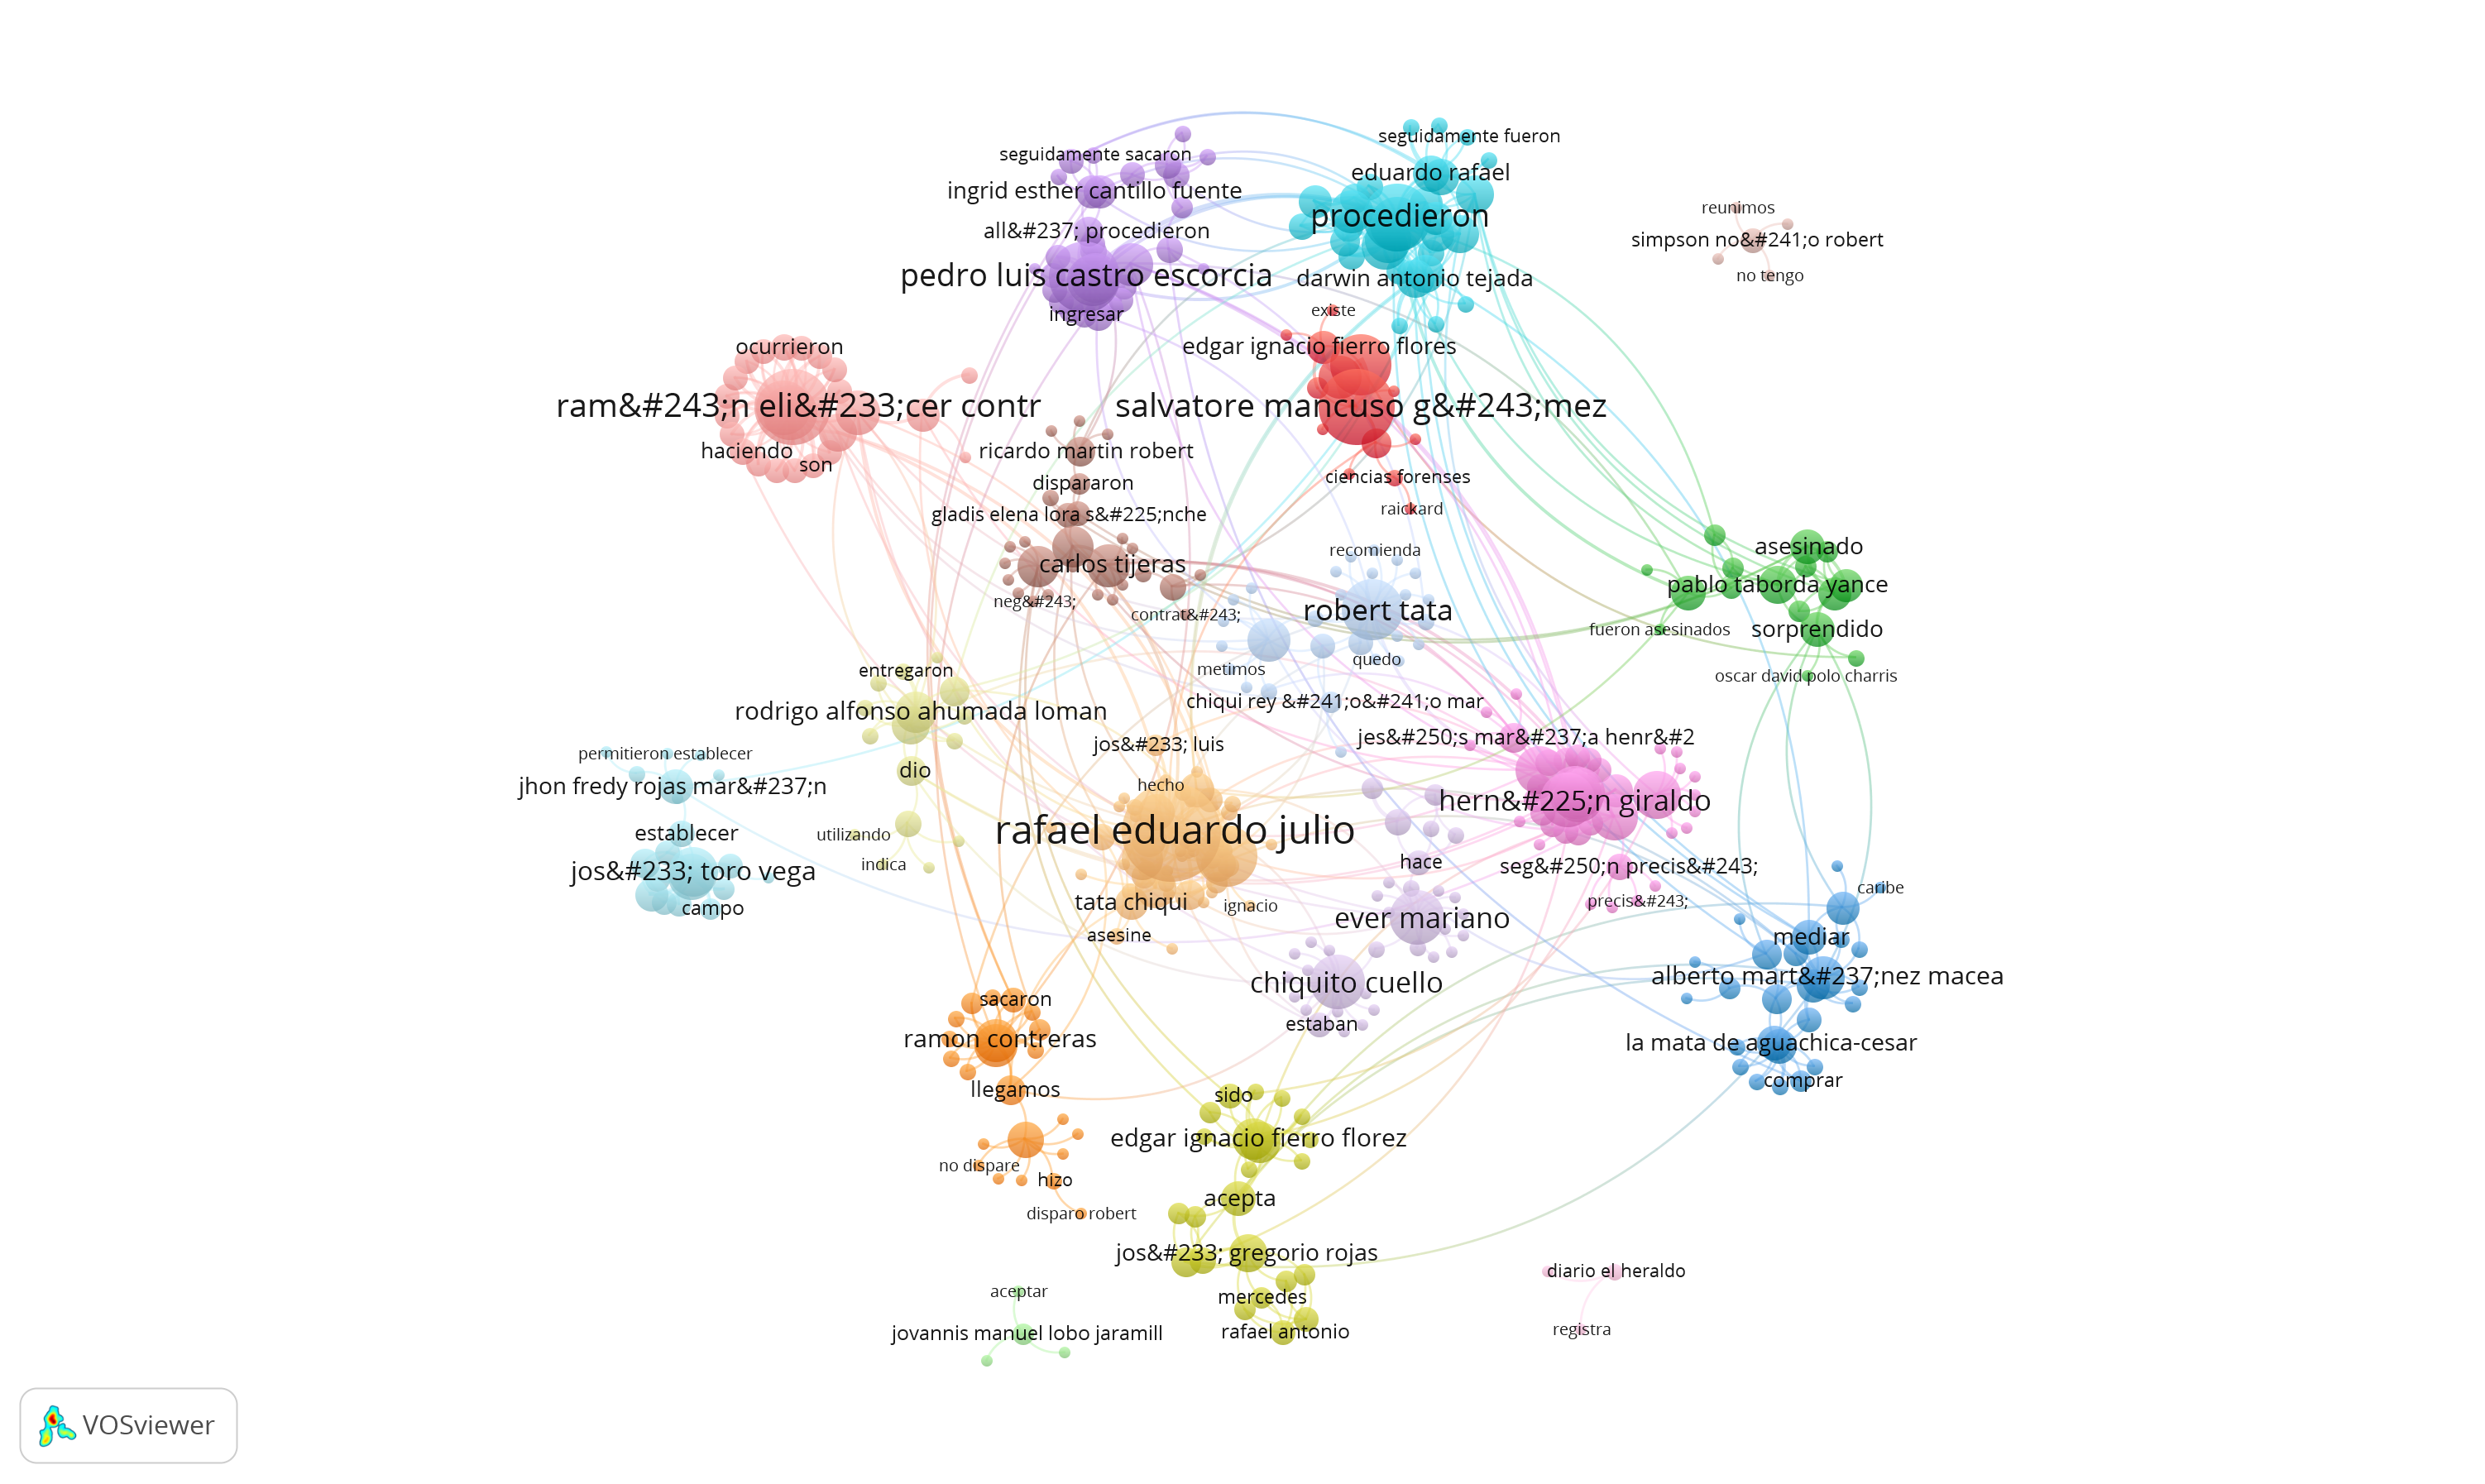 seguidamente fueron
seguidamente sacaron
eduardo rafael
ingrid esther cantillo fuente
reunimos
procedieron
all&#237; procedieron
simpson no&#241;o robert
pedro luis castro escorcia
darwin antonio tejada
no tengo
ingresar
existe
ocurrieron
edgar ignacio fierro flores
ram&#243;n eli&#233;cer contr
salvatore mancuso g&#243;mez
haciendo
ricardo martin robert
son
ciencias forenses
dispararon
raickard
gladis elena lora s&#225;nche
asesinado
recomienda
carlos tijeras
pablo taborda yance
neg&#243;
robert tata
contrat&#243;
fueron asesinados
sorprendido
quedo
entregaron
metimos
oscar david polo charris
chiqui rey &#241;o&#241;o mar
rodrigo alfonso ahumada loman
jes&#250;s mar&#237;a henr&#2
jos&#233; luis
permitieron establecer
dio
jhon fredy rojas mar&#237;n
hecho
hern&#225;n giraldo
rafael eduardo julio
establecer
utilizando
hace
indica
seg&#250;n precis&#243;
jos&#233; toro vega
caribe
tata chiqui
ignacio
precis&#243;
campo
ever mariano
asesine
mediar
alberto mart&#237;nez macea
chiquito cuello
sacaron
estaban
ramon contreras
la mata de aguachica-cesar
comprar
llegamos
sido
edgar ignacio fierro florez
no dispare
hizo
acepta
disparo robert
jos&#233; gregorio rojas
diario el heraldo
aceptar
mercedes
registra
jovannis manuel lobo jaramill
rafael antonio
VOSviewer